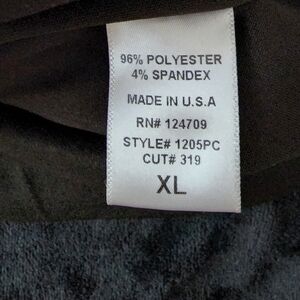 96% POLYESTER
4% SPANDEX
MADE IN U.S.A
RN# 124709
STYLE# 1205PC
CUT# 319
XL